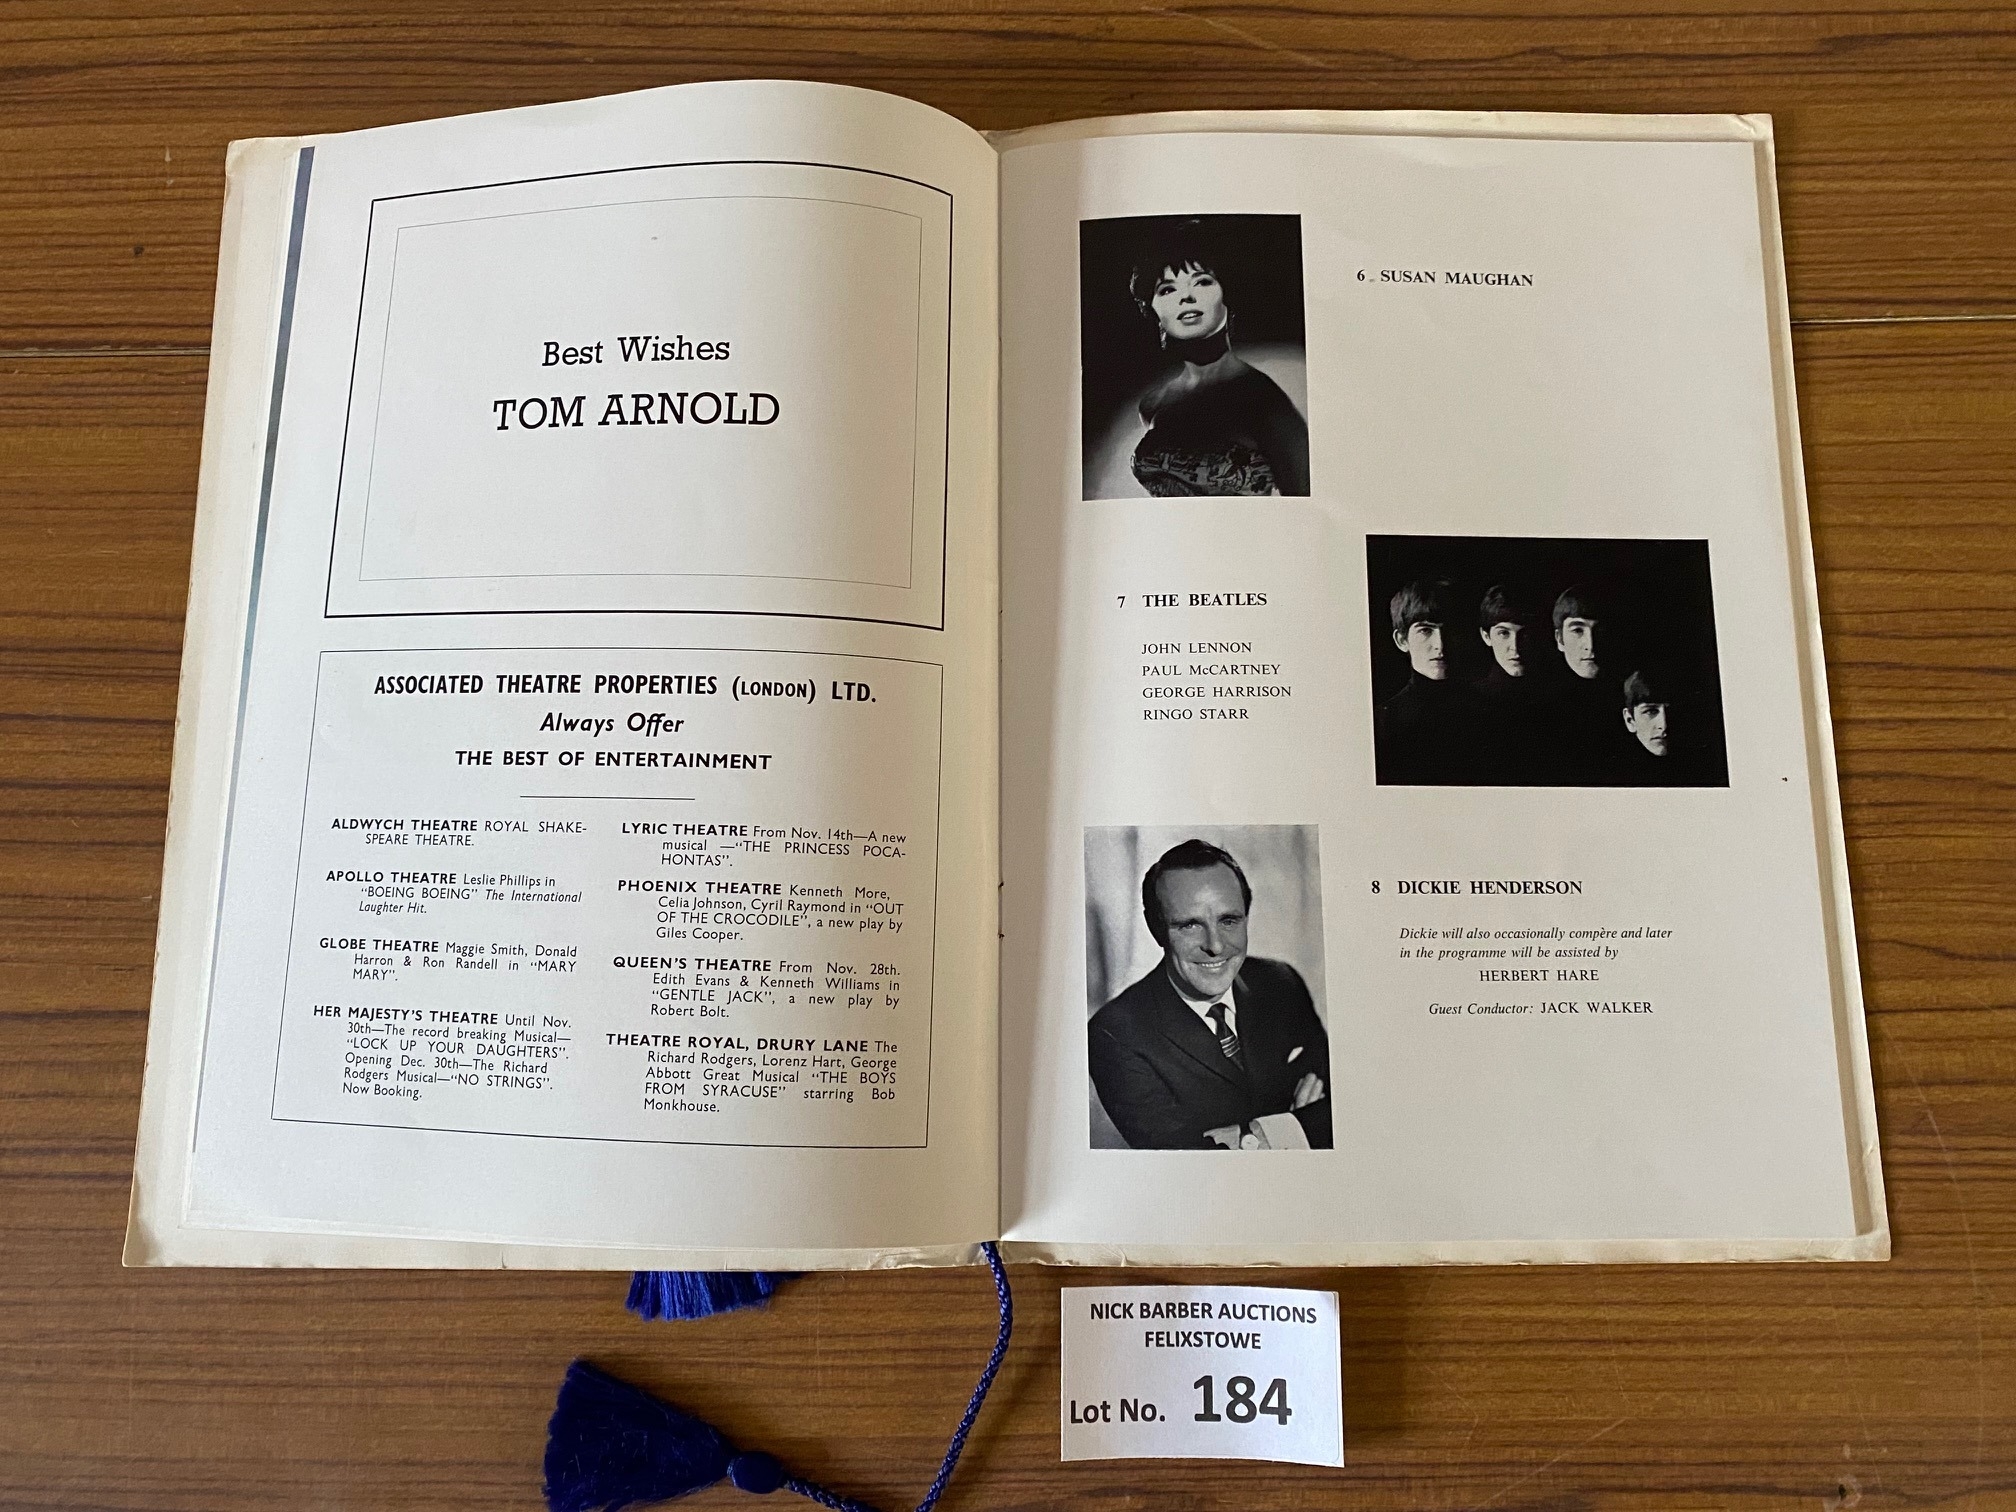 Best Wishes
TOM ARNOLD
ASSOCIATED THEATRE PROPERTIES (LONDON) LTD.
Always Offer
THE BEST OF ENTERTAINMENT
ALDWYCH THEATRE ROYAL SHAKE-
SPEARE THEATRE.
APOLLO THEATRE Leslie Phillips in
"BOEING BOEING" The International
Laughter Hit.
GLOBE THEATRE Maggie Smith, Donald
Harron & Ron Randell in "MARY
MARY".
HER MAJESTY'S THEATRE Until Nov.
30th—The record breaking Musical—
"LOCK UP YOUR DAUGHTERS".
Opening Dec. 30th—The Richard
Rodgers Musical—"NO STRINGS".
Now Booking.
LYRIC THEATRE From Nov. 14th—A new
musical —"THE PRINCESS POCA-
HONTAS".
PHOENIX THEATRE Kenneth More,
Celia Johnson, Cyril Raymond in "OUT
OF THE CROCODILE", a new play by
Giles Cooper.
QUEEN'S THEATRE From Nov. 28th.
Edith Evans & Kenneth Williams in
"GENTLE JACK", a new play by
Robert Bolt.
THEATRE ROYAL, DRURY LANE The
Richard Rodgers, Lorenz Hart, George
Abbott Great Musical "THE BOYS
FROM SYRACUSE" starring Bob
Monkhouse.
6 SUSAN MAUGHAN
7 THE BEATLES
JOHN LENNON
PAUL McCARTNEY
GEORGE HARRISON
RINGO STARR
8 DICKIE HENDERSON
Dickie will also occasionally compère and later
in the programme will be assisted by
HERBERT HARE
Guest Conductor: JACK WALKER
NICK BARBER AUCTIONS
FELIXSTOWE
Lot No. 184